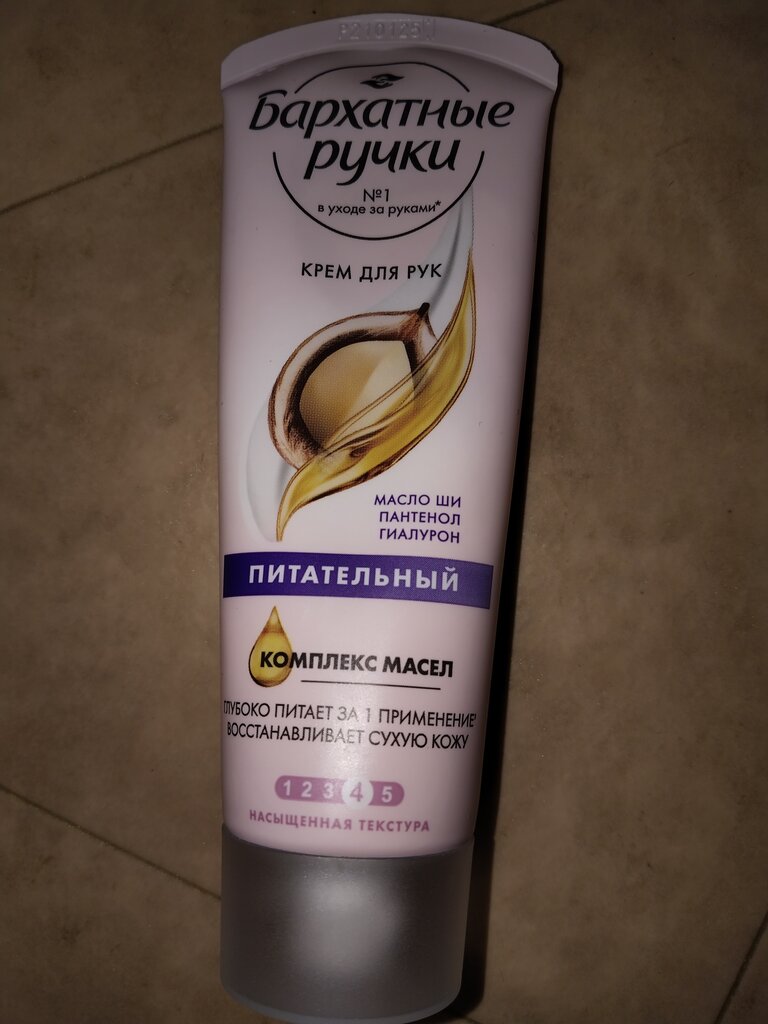 P210125
Бархатные
ручки
№1
в уходе за руками*
КРЕМ ДЛЯ РУК
МАСЛО ШИ
ПАНТЕНОЛ
ГИАЛУРОН
ПИТАТЕЛЬНЫЙ
КОМПЛЕКС МАСЕЛ
ГЛУБОКО ПИТАЕТ ЗА 1 ПРИМЕНЕНИЕ*
ВОССТАНАВЛИВАЕТ СУХУЮ КОЖУ
1 2 3 4 5
НАСЫЩЕННАЯ ТЕКСТУРА